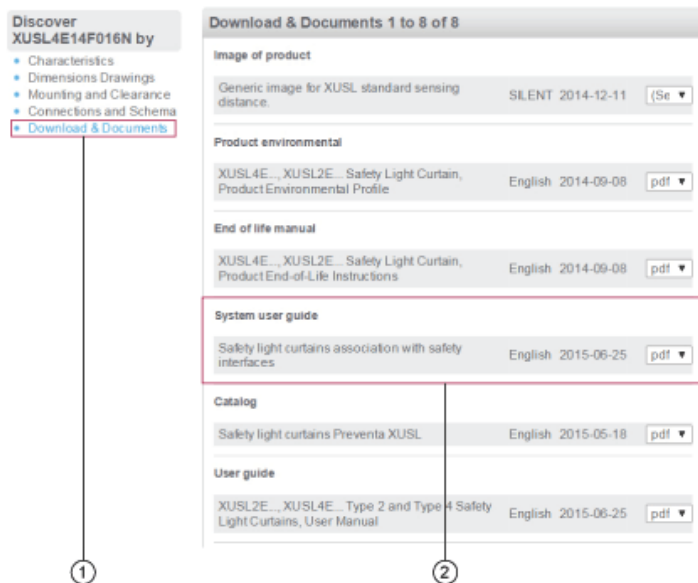 Discover
XUSL4E14F016N by
Characteristics
Dimensions Drawings
Mounting and Clearance
Connections and Schema
Download & Documents
Download & Documents 1 to 8 of 8
Image of product
Generic image for XUSL standard sensing
distance.
SILENT 2014-12-11 (Se
Product environmental
XUSL4E..., XUSL2E... Safety Light Curtain,
Product Environmental Profile
English 2014-09-08 pdf
End of life manual
XUSL4E..., XUSL2E... Safety Light Curtain,
Product End-of-Life Instructions
English 2014-09-08 pdf
System user guide
Safety light curtains association with safety
interfaces
English 2015-06-25 pdf
Catalog
Safety light curtains Preventa XUSL English 2015-05-18 pdf
User guide
XUSL2E..., XUSL4E... Type 2 and Type 4 Safety
Light Curtains, User Manual
English 2015-06-25 pdf
1
2